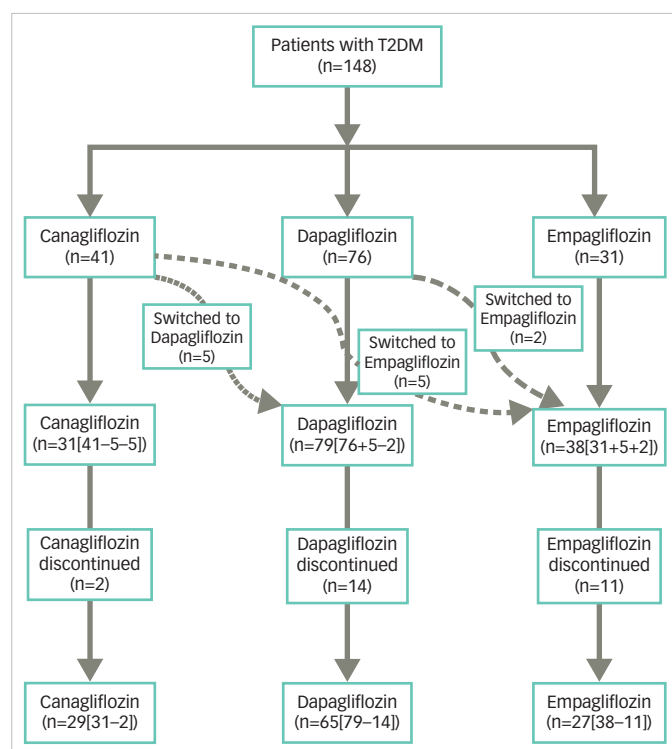 Patients with T2DM
(n=148)
Canagliflozin
(n=41)
Dapagliflozin
(n=76)
Empagliflozin
(n=31)
Switched to
Dapagliflozin
(n=5)
Switched to
Empagliflozin
(n=5)
Switched to
Empagliflozin
(n=2)
Canagliflozin
(n=31[41–5–5])
Dapagliflozin
(n=79[76+5–2])
Empagliflozin
(n=38[31+5+2])
Canagliflozin
discontinued
(n=2)
Dapagliflozin
discontinued
(n=14)
Empagliflozin
discontinued
(n=11)
Canagliflozin
(n=29[31–2])
Dapagliflozin
(n=65[79–14])
Empagliflozin
(n=27[38–11])